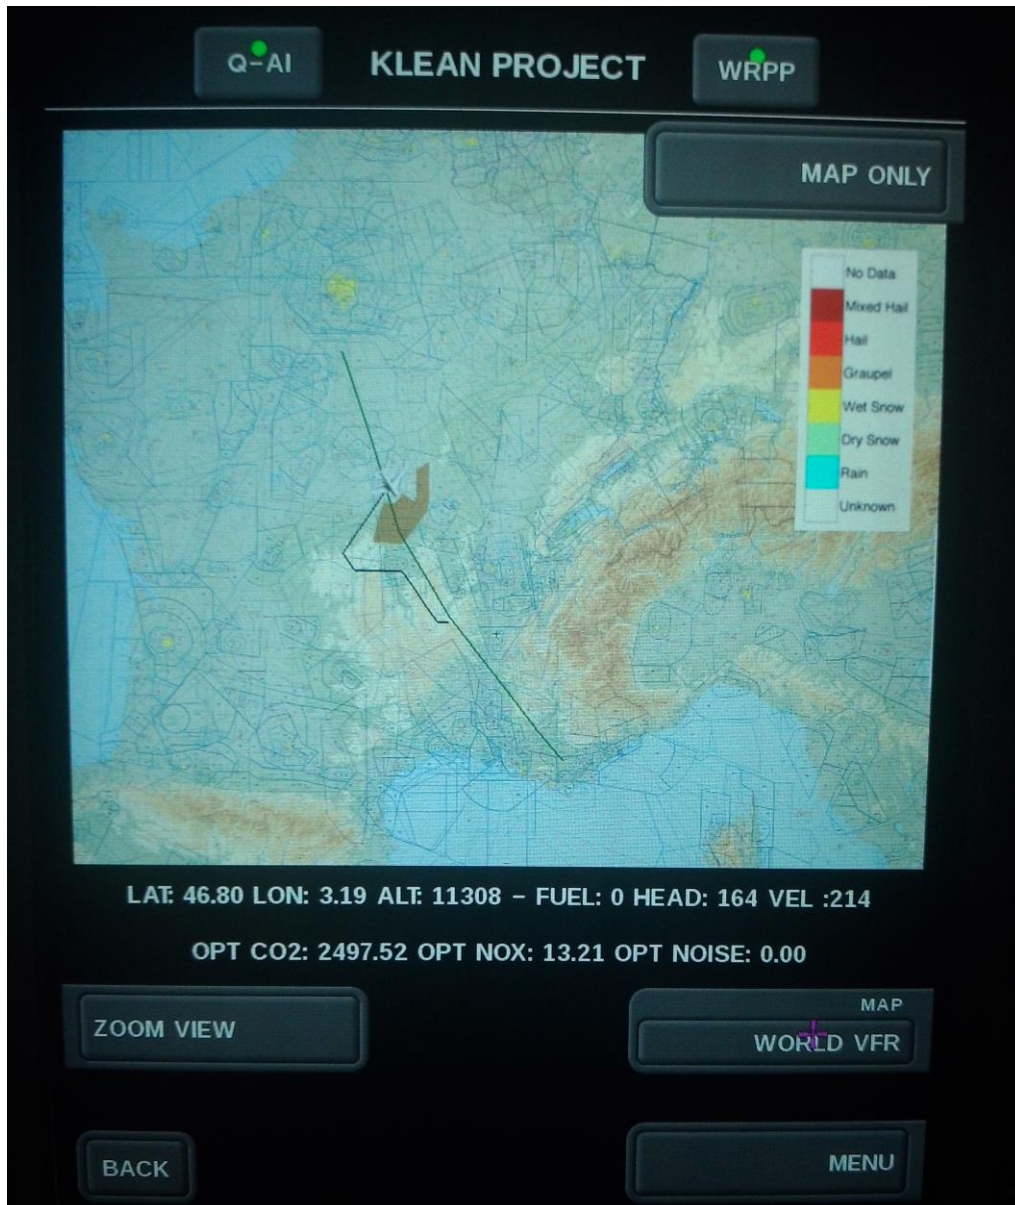 Q-AI
KLEAN PROJECT
WRPP
MAP ONLY
No Data
Mixed Hail
Hail
Graupel
Wet Snow
Dry Snow
Rain
Unknown
LAT: 46.80 LON: 3.19 ALT: 11308 – FUEL: 0 HEAD: 164 VEL :214
OPT CO2: 2497.52 OPT NOX: 13.21 OPT NOISE: 0.00
ZOOM VIEW
MAP
WORLD VFR
BACK
MENU